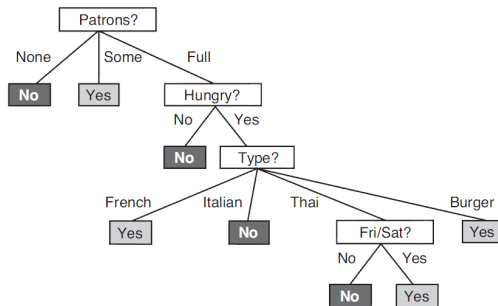 Patrons?
None Some Full
No Yes Hungry?
No Yes
No Type?
French Italian Thai Burger
Yes No Fri/Sat? Yes
No Yes
No Yes